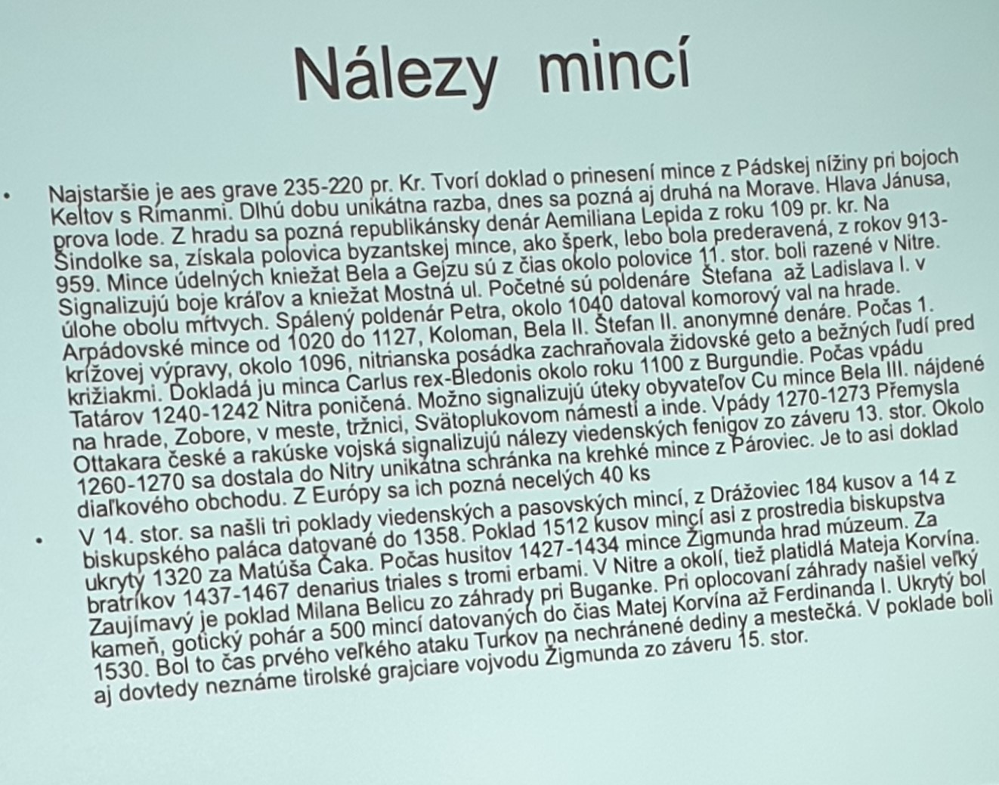 Nálezy mincí
• Najstaršie je aes grave 235-220 pr. Kr. Tvorí doklad o prinesení mince z Pádskej nížiny pri bojoch
Keltov s Rimanmi. Dlhú dobu unikátna razba, dnes sa pozná aj druhá na Morave. Hlava Jánusa,
prova lode. Z hradu sa pozná republikánsky denár Aemiliana Lepida z roku 109 pr. kr. Na
Šindolke sa, získala polovica byzantskej mince, ako šperk, lebo bola prederavená, z rokov 913-
959. Mince údelných kniežat Bela a Gejzu sú z čias okolo polovice 11. stor. boli razené v Nitre.
Signalizujú boje kráľov a kniežat Mostná ul. Početné sú poldenáre Štefana až Ladislava I. v
úlohe obolu mŕtvych. Spálený poldenár Petra, okolo 1040 datoval komorový val na hrade.
Arpádovské mince od 1020 do 1127, Koloman, Bela II. Štefan II. anonymné denáre. Počas 1.
krížovej výpravy, okolo 1096, nitrianska posádka zachraňovala židovské geto a bežných ľudí pred
križiakmi. Dokladá ju minca Carlus rex-Bledonis okolo roku 1100 z Burgundie. Počas vpádu
Tatárov 1240-1242 Nitra poničená. Možno signalizujú úteky obyvateľov Cu mince Bela III. nájdené
na hrade, Zobore, v meste, tržnici, Svätoplukovom námestí a inde. Vpády 1270-1273 Přemysla
Ottakara české a rakúske vojská signalizujú nálezy viedenských fenigov zo záveru 13. stor. Okolo
1260-1270 sa dostala do Nitry unikátna schránka na krehké mince z Pároviec. Je to asi doklad
diaľkového obchodu. Z Európy sa ich pozná necelých 40 ks
• V 14. stor. sa našli tri poklady viedenských a pasovských mincí, z Drážoviec 184 kusov a 14 z
biskupského paláca datované do 1358. Poklad 1512 kusov mincí asi z prostredia biskupstva
ukrytý 1320 za Matúša Čaka. Počas husitov 1427-1434 mince Žigmunda hrad múzeum. Za
bratríkov 1437-1467 denarius triales s tromi erbami. V Nitre a okolí, tiež platidlá Mateja Korvína.
Zaujímavý je poklad Milana Belicu zo záhrady pri Buganke. Pri oplocovaní záhrady našiel veľký
kameň, gotický pohár a 500 mincí datovaných do čias Matej Korvína až Ferdinanda I. Ukrytý bol
1530. Bol to čas prvého veľkého ataku Turkov na nechránené dediny a mestečká. V poklade boli
aj dovtedy neznáme tirolské grajciare vojvodu Žigmunda zo záveru 15. stor.